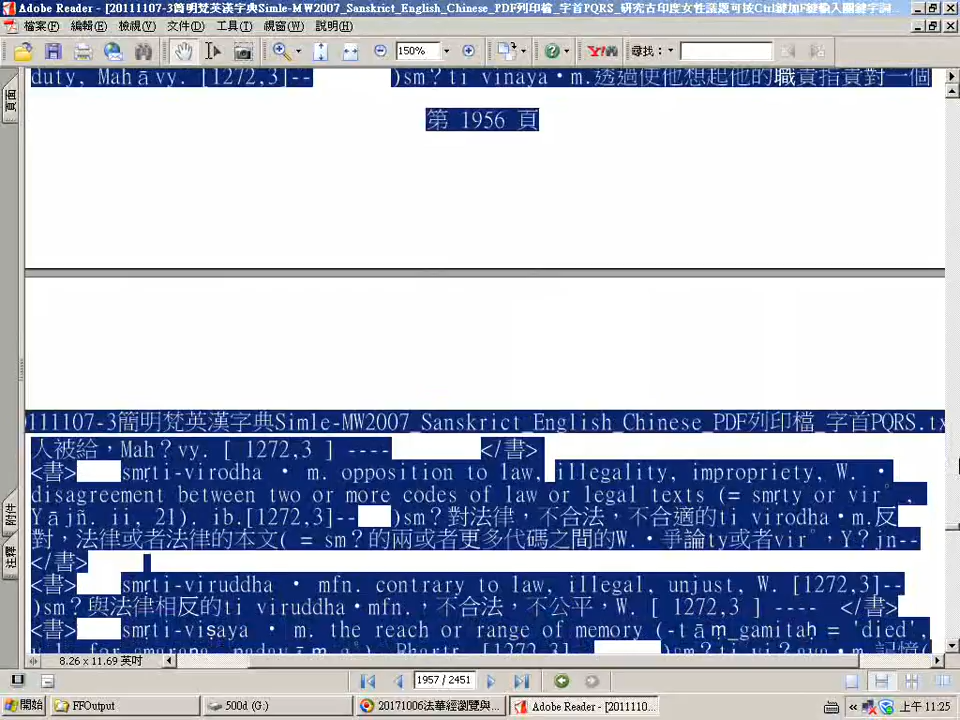 Adobe Reader - [20111107-3簡明梵英漢字典Simle-MW2007_Sanskrict_English_Chinese_PDF列印檔_字首PQRS_研究古印度女性議題可按Ctrl鍵加F鍵輸入關鍵字詞
檔案(F) 編輯(E) 檢視(V) 文件(D) 工具(T) 視窗(W) 說明(H)
150% 尋找：
頁面
附件
注釋
duty, Mahāvy. [1272,3]-- )sm？ti vinaya‧m.透過使他想起他的職責指責對一個
第 1956 頁
111107-3簡明梵英漢字典Simle-MW2007_Sanskrict_English_Chinese_PDF列印檔_字首PQRS.tx
人被給，Mah？vy. [ 1272,3 ] ---- </書>
<書> smṛti-virodha ‧ m. opposition to law, illegality, impropriety, W. ‧
disagreement between two or more codes of law or legal texts (= smṛty or vir° ,
Yājñ. ii, 21). ib.[1272,3]-- )sm？對法律，不合法，不合適的ti virodha‧m.反
對，法律或者法律的本文( = sm？的兩或者更多代碼之間的W.‧爭論ty或者vir°，Y？jn--
</書>
<書> smṛti-viruddha ‧ mfn. contrary to law, illegal, unjust, W. [1272,3]--
)sm？與法律相反的ti viruddha‧mfn.，不合法，不公平，W. [ 1272,3 ] ---- </書>
<書> smṛti-viṣaya ‧ m. the reach or range of memory (-tāṃ_gamitaḥ = 'died',
8.26 x 11.69 英吋
1957 / 2451
開始 FFOutput 500d (G:) 20171006法華經瀏覽與... Adobe Reader - [2011110... 上午 11:25